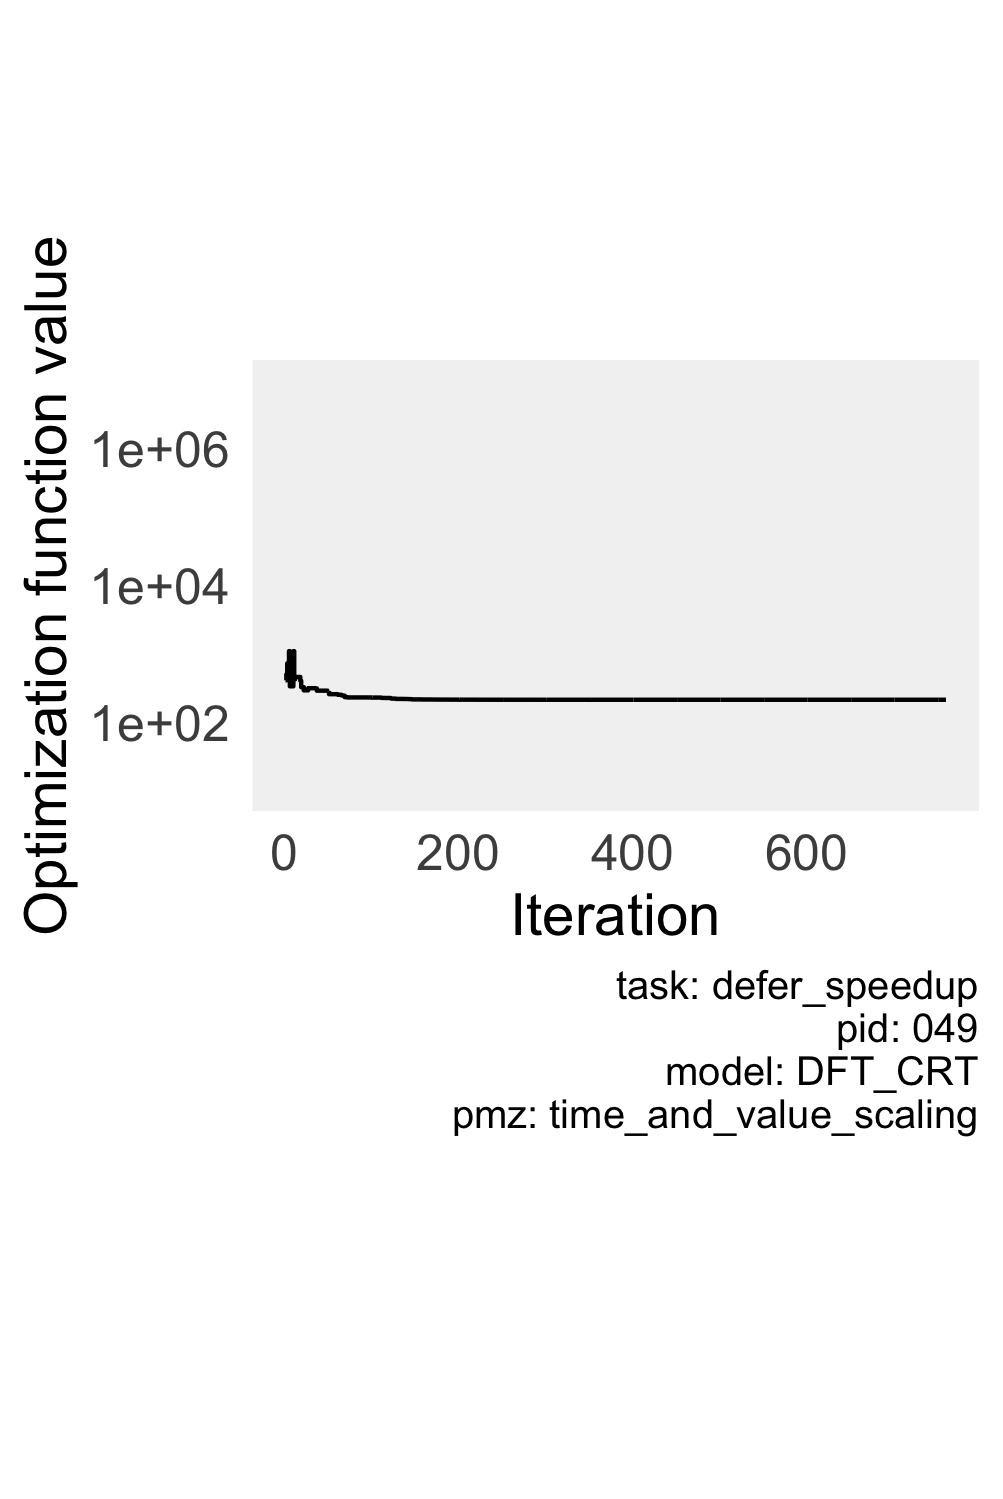 Optimization function value
1e+06
1e+04
1e+02
0 200 400 600
Iteration
task: defer_speedup
pid: 049
model: DFT_CRT
pmz: time_and_value_scaling